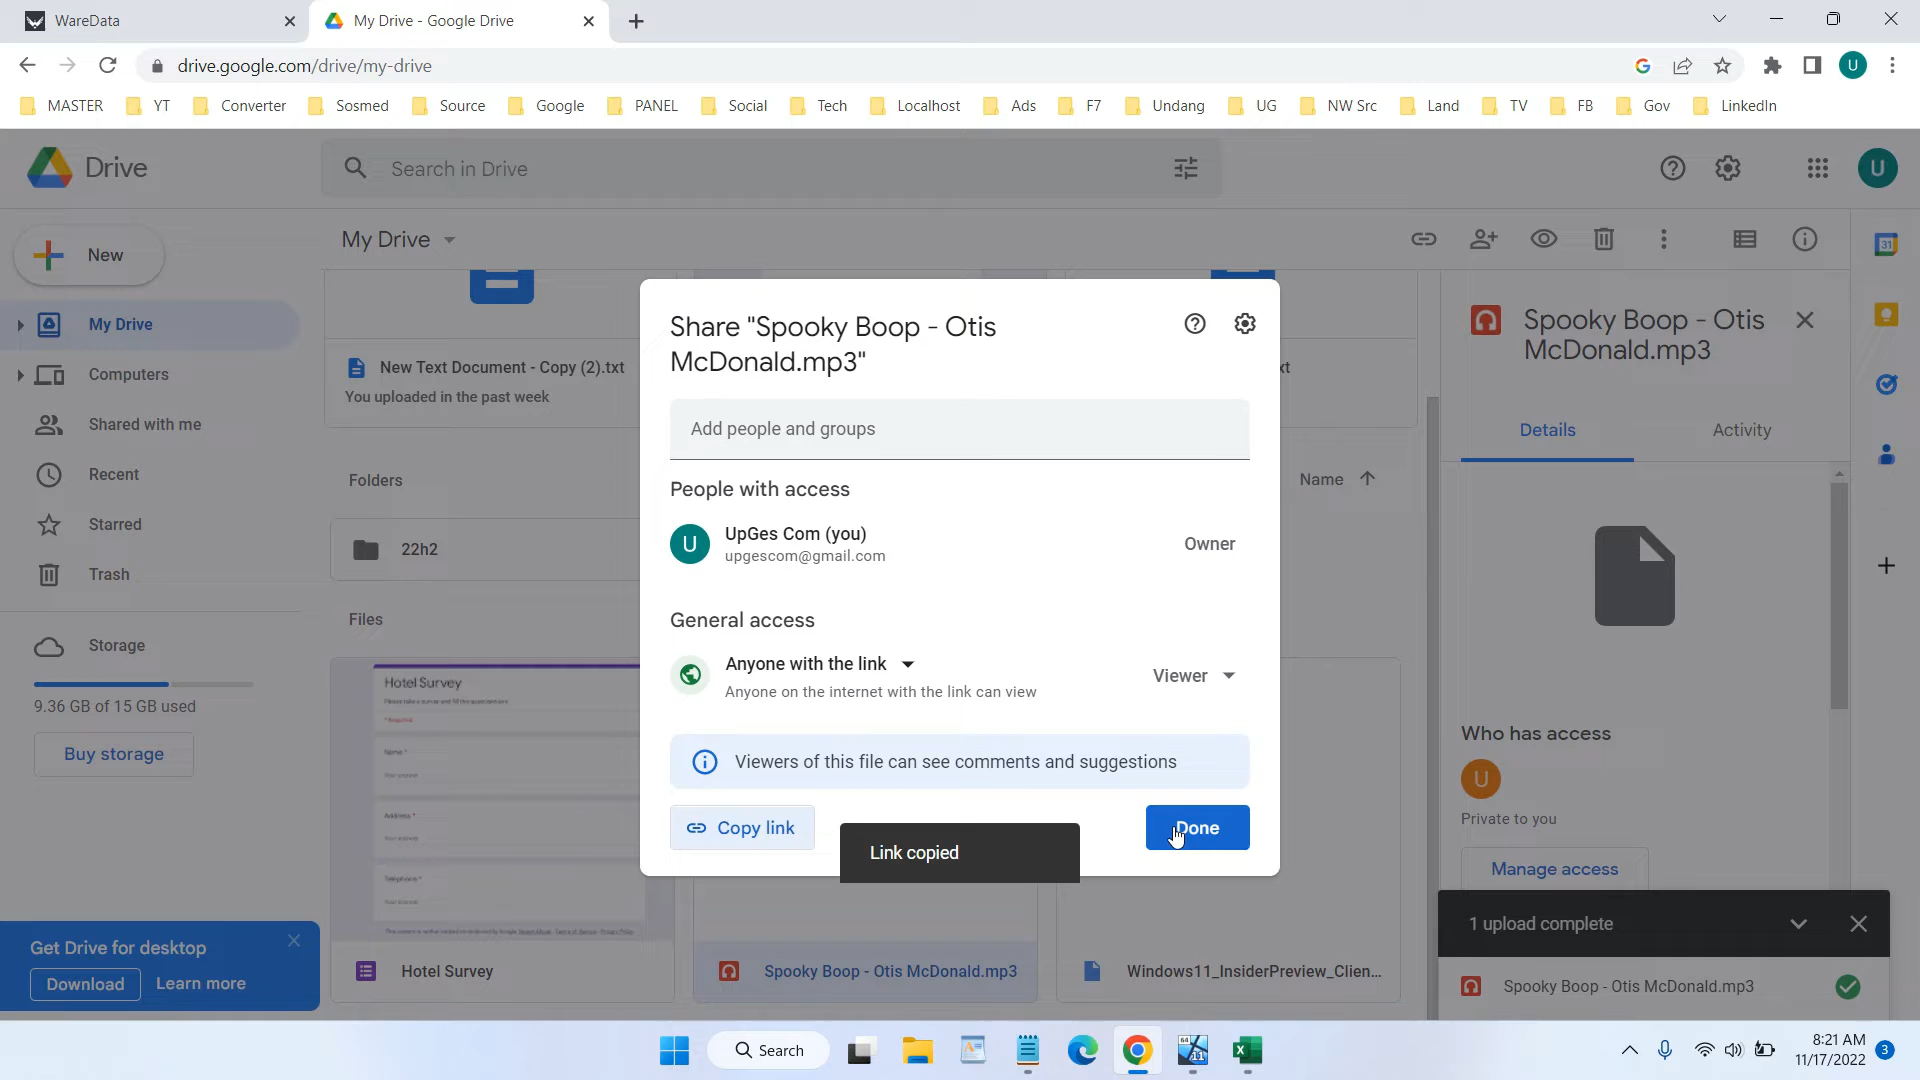 WareData
My Drive - Google Drive
drive.google.com/drive/my-drive
U
MASTER
YT
Converter
Sosmed
Source
Google
PANEL
Social
Tech
Localhost
Ads
F7
Undang
UG
NW Src
Land
TV
FB
Gov
LinkedIn
Drive
Search in Drive
U
New
My Drive
31
My Drive
Computers
Shared with me
Recent
Starred
Trash
Storage
9.36 GB of 15 GB used
Buy storage
Get Drive for desktop
Download
Learn more
New Text Document - Copy (2).txt
You uploaded in the past week
xt
Folders
Name
22h2
Files
Hotel Survey
Name *
Address *
Telephone *
Hotel Survey
Spooky Boop - Otis McDonald.mp3
Windows11_InsiderPreview_Clien...
Share "Spooky Boop - Otis
McDonald.mp3"
Add people and groups
People with access
U
UpGes Com (you)
upgescom@gmail.com
Owner
General access
Anyone with the link
Anyone on the internet with the link can view
Viewer
Viewers of this file can see comments and suggestions
Copy link
Done
Link copied
Spooky Boop - Otis
McDonald.mp3
Details
Activity
Who has access
U
Private to you
Manage access
1 upload complete
Spooky Boop - Otis McDonald.mp3
Search
64
11
8:21 AM
11/17/2022
3